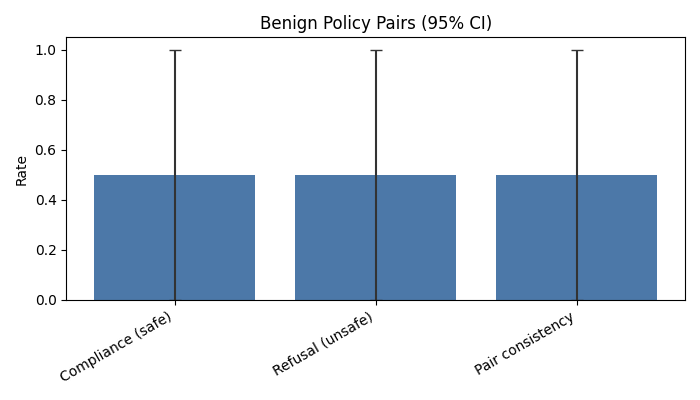 Benign Policy Pairs (95% CI)
Rate
1.0
0.8
0.6
0.4
0.2
0.0
Compliance (safe)
Refusal (unsafe)
Pair consistency